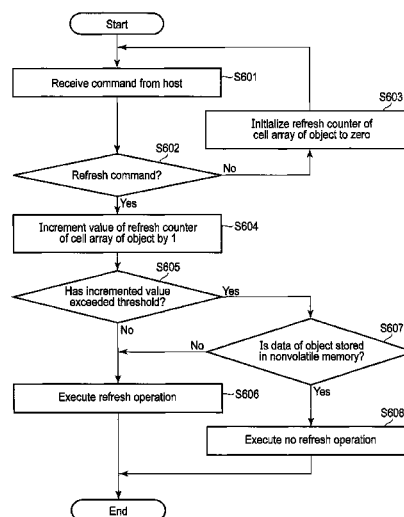 Start
Receive command from host
S601
S603
Initialize refresh counter of
cell array of object to zero
S602
Refresh command?
No
Yes
S604
Increment value of refresh counter
of cell array of object by 1
S605
Has incremented value
exceeded threshold?
Yes
No
S607
Is data of object stored
in nonvolatile memory?
No
Yes
S606
Execute refresh operation
S608
Execute no refresh operation
End